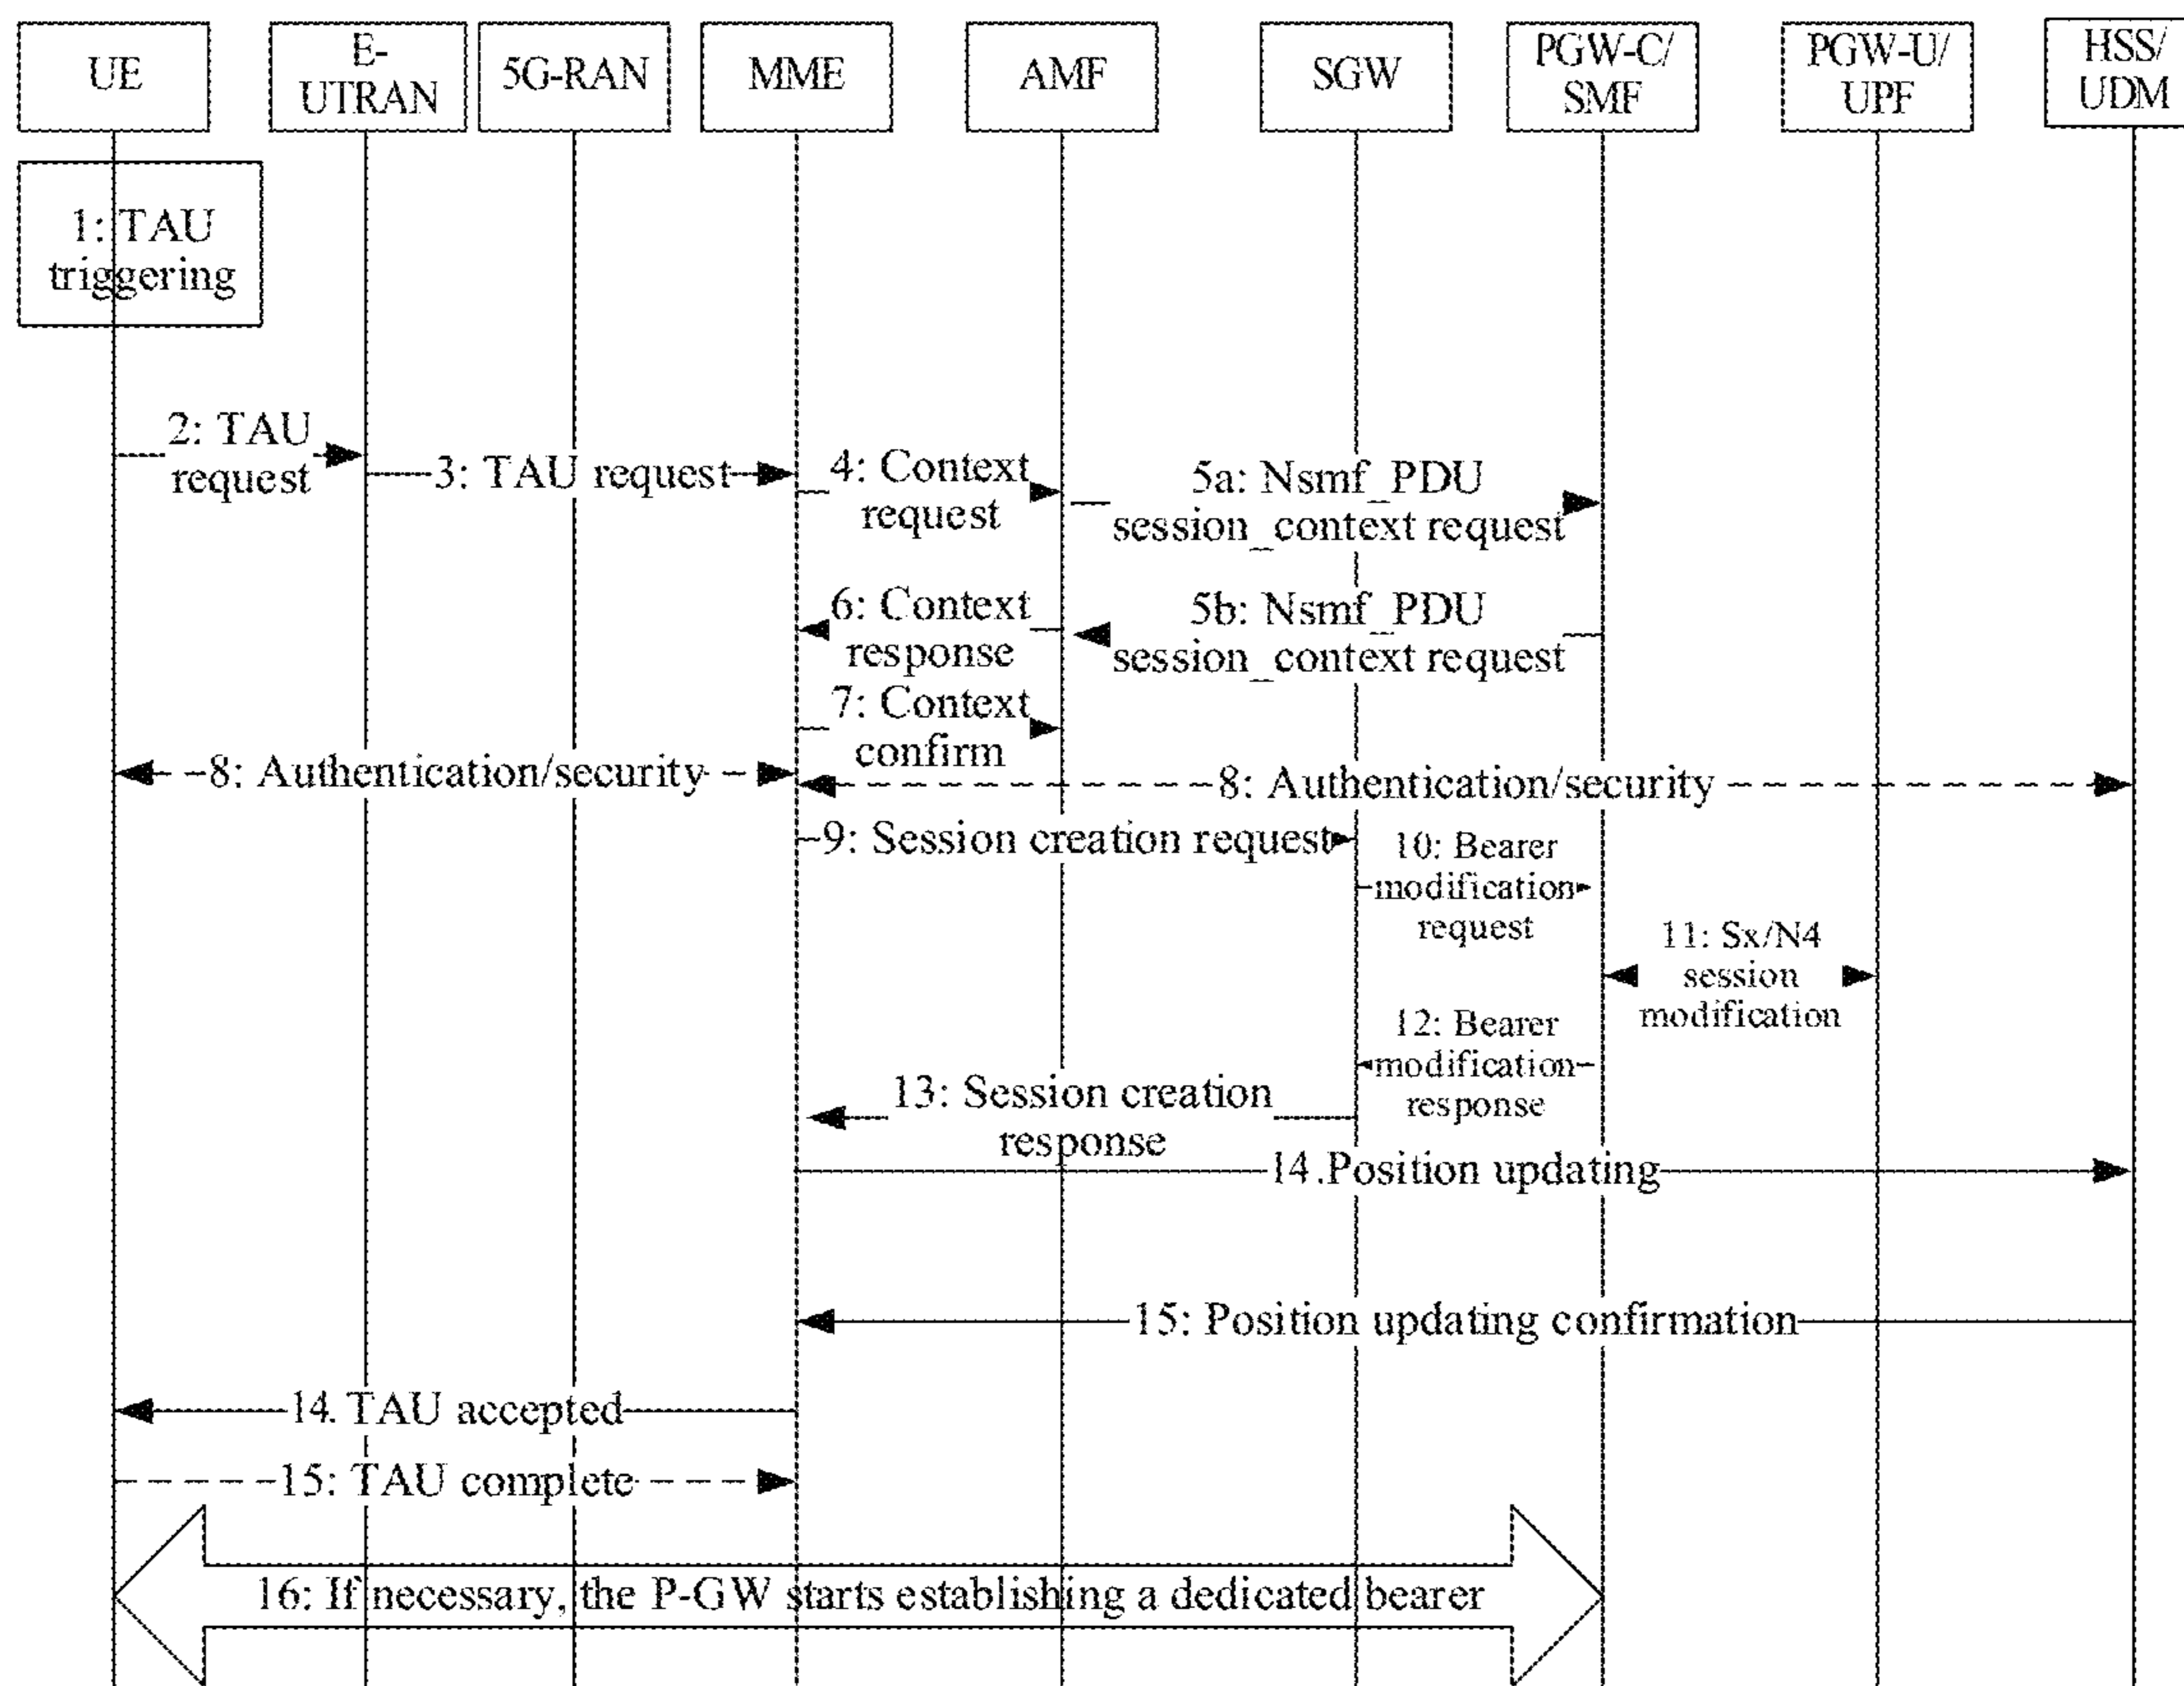 UE
E-
UTRAN
5G-RAN
MME
AMF
SGW
PGW-C/
SMF
PGW-U/
UPF
HSS/
UDM
1: TAU
triggering
2: TAU
request
3: TAU request
4: Context
request
5a: Nsmf_PDU
session_context request
6: Context
response
5b: Nsmf_PDU
session_context request
7: Context
confirm
8: Authentication/security
8: Authentication/security
9: Session creation request
10: Bearer
modification
request
11: Sx/N4
session
modification
12: Bearer
modification
response
13: Session creation
response
14.Position updating
15: Position updating confirmation
14. TAU accepted
15: TAU complete
16: If necessary, the P-GW starts establishing a dedicated bearer